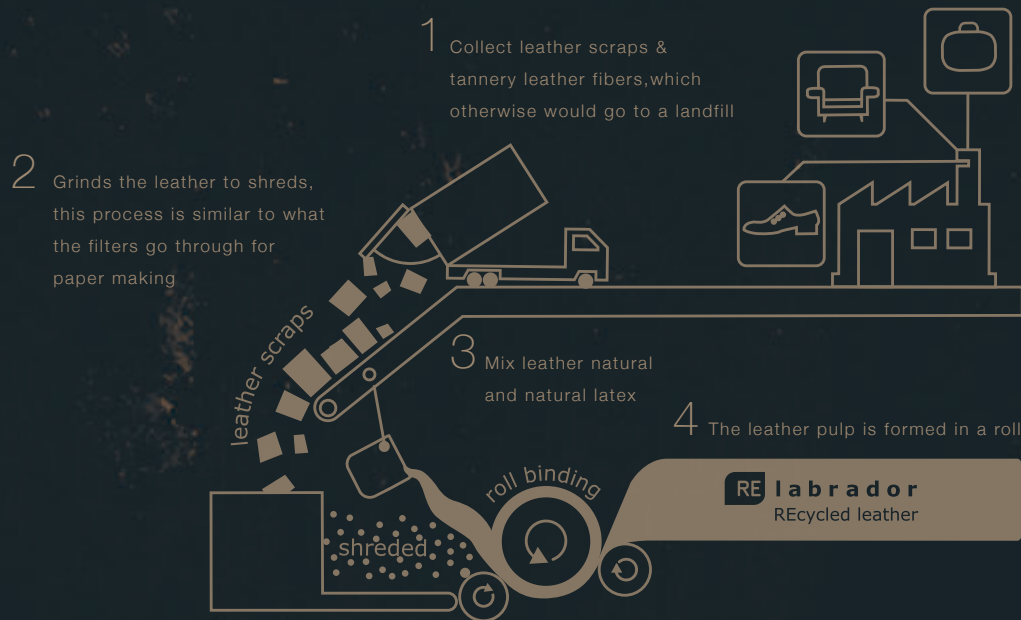 1
Collect leather scraps &
tannery leather fibers,which
otherwise would go to a landfill
2
Grinds the leather to shreds,
this process is similar to what
the filters go through for
paper making
leather scraps
3
Mix leather natural
and natural latex
4
The leather pulp is formed in a roll
roll binding
RE labrador
REcycled leather
shreded